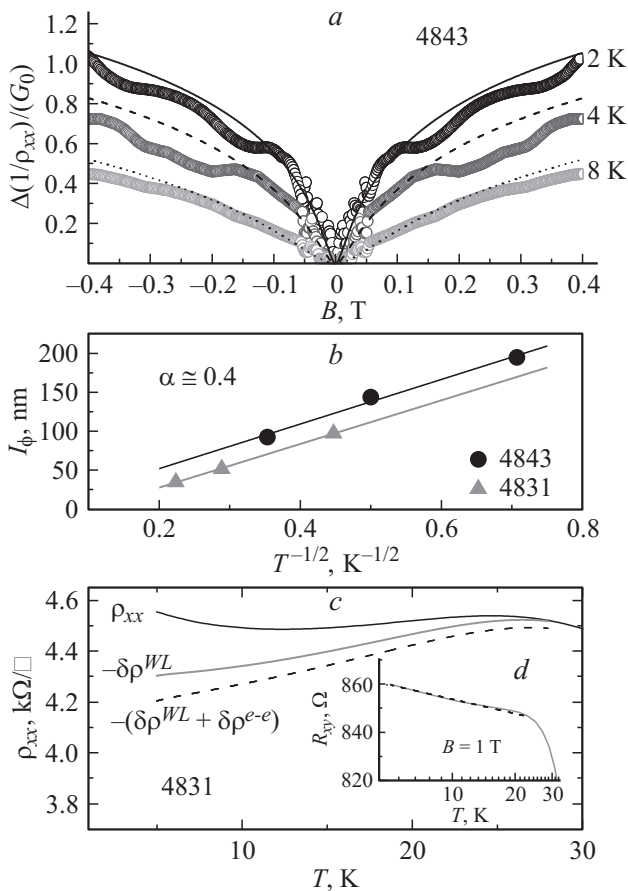 a
4843
2 K
4 K
8 K
Δ(1/ρxx)/(G0)
1.0
0.8
0.6
0.4
0.2
−0.4 −0.3 −0.2 −0.1 0 0.1 0.2 0.3 0.4
B, T
b
α ≅ 0.4
lϕ, nm
200
150
100
50
0
4843
4831
0.2 0.4 0.6 0.8
T−1/2, K−1/2
c
ρxx, kΩ/□
4.6
4.4
4.2
4.0
3.8
ρxx
−δρWL
−(δρWL + δρe-e)
4831
10 20 30
T, K
d
Rxy, Ω
860
840
820
B = 1 T
10 20 30
T, K